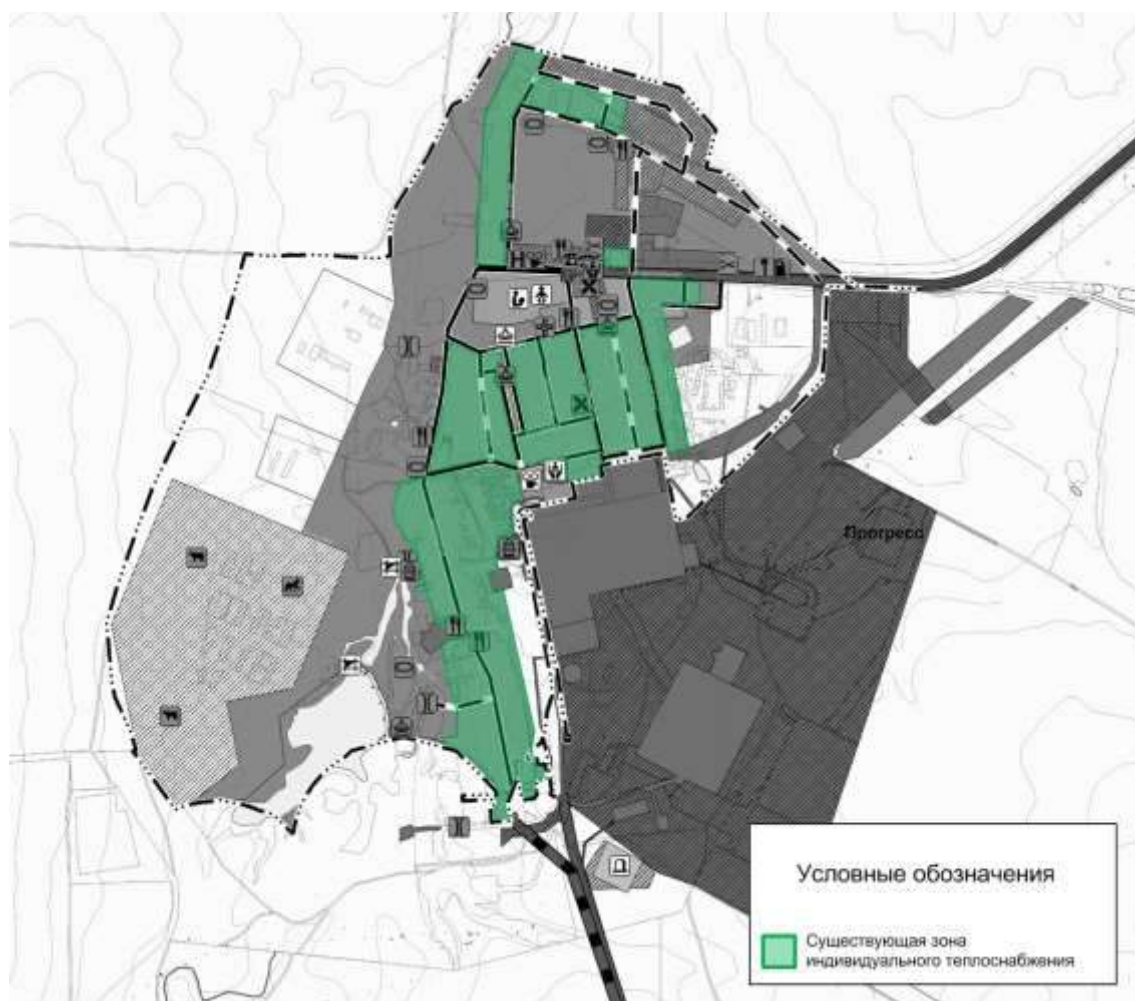 Н
Прогресс
Условные обозначения
Существующая зона
индивидуального теплоснабжения